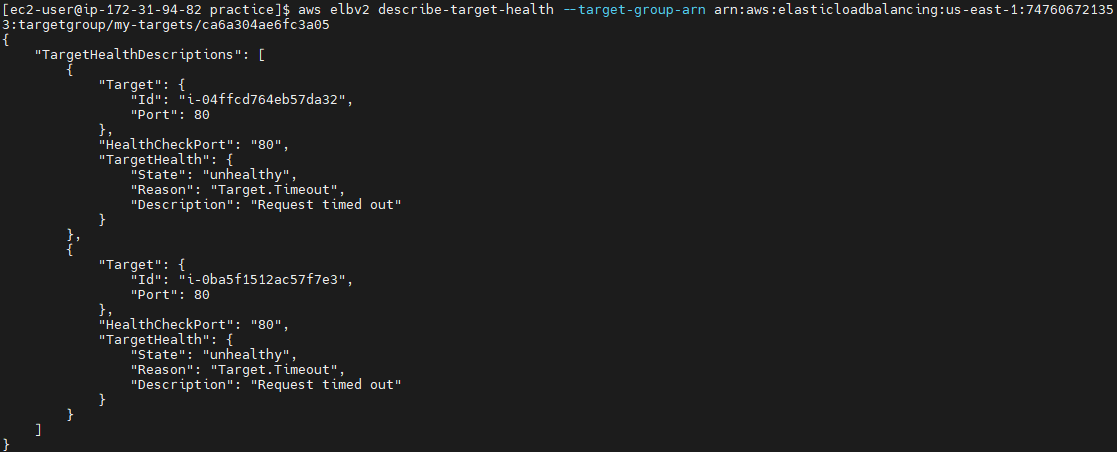 [ec2-user@ip-172-31-94-82 practice]$ aws elbv2 describe-target-health --target-group-arn arn:aws:elasticloadbalancing:us-east-1:74760672135
3:targetgroup/my-targets/ca6a304ae6fc3a05
{
    "TargetHealthDescriptions": [
        {
            "Target": {
                "Id": "i-04ffcd764eb57da32",
                "Port": 80
            },
            "HealthCheckPort": "80",
            "TargetHealth": {
                "State": "unhealthy",
                "Reason": "Target.Timeout",
                "Description": "Request timed out"
            }
        },
        {
            "Target": {
                "Id": "i-0ba5f1512ac57f7e3",
                "Port": 80
            },
            "HealthCheckPort": "80",
            "TargetHealth": {
                "State": "unhealthy",
                "Reason": "Target.Timeout",
                "Description": "Request timed out"
            }
        }
    ]
}